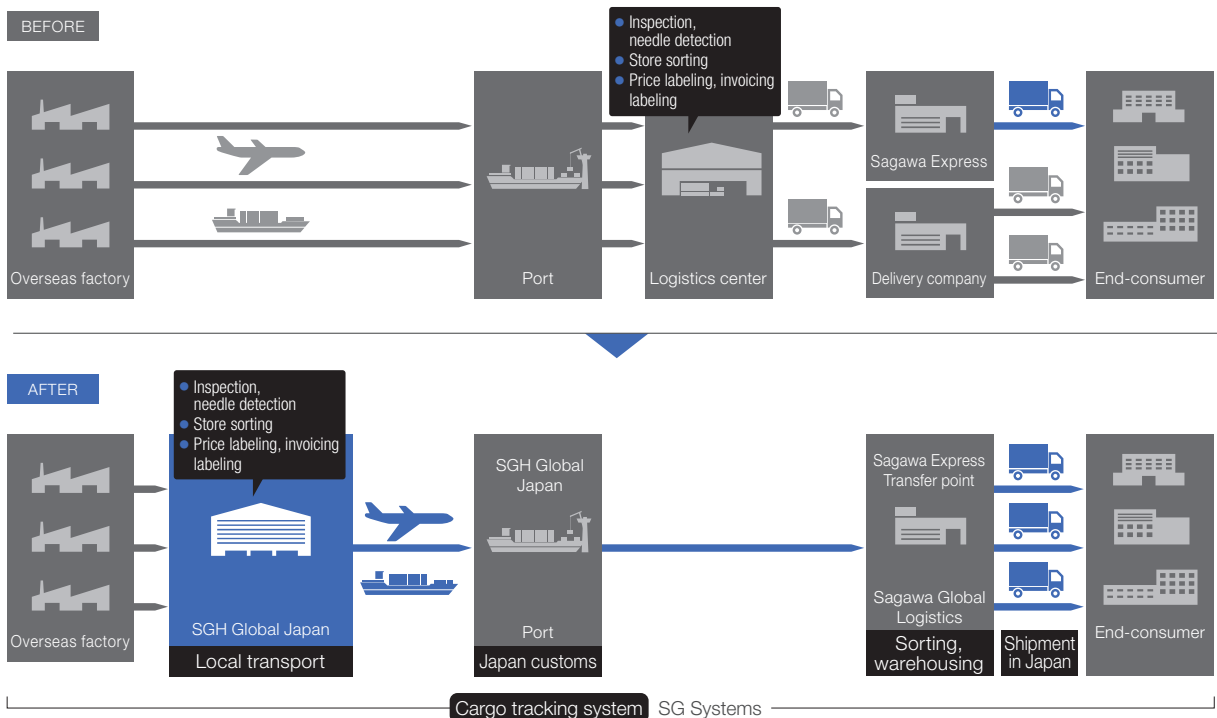 BEFORE
Inspection,
needle detection
Store sorting
Price labeling, invoicing
labeling
Overseas factory
Port
Logistics center
Sagawa Express
Delivery company
End-consumer
AFTER
Inspection,
needle detection
Store sorting
Price labeling, invoicing
labeling
Overseas factory
SGH Global Japan
Local transport
SGH Global
Japan
Port
Japan customs
Sagawa Express
Transfer point
Sagawa Global
Logistics
Sorting,
warehousing
Shipment
in Japan
End-consumer
Cargo tracking system SG Systems